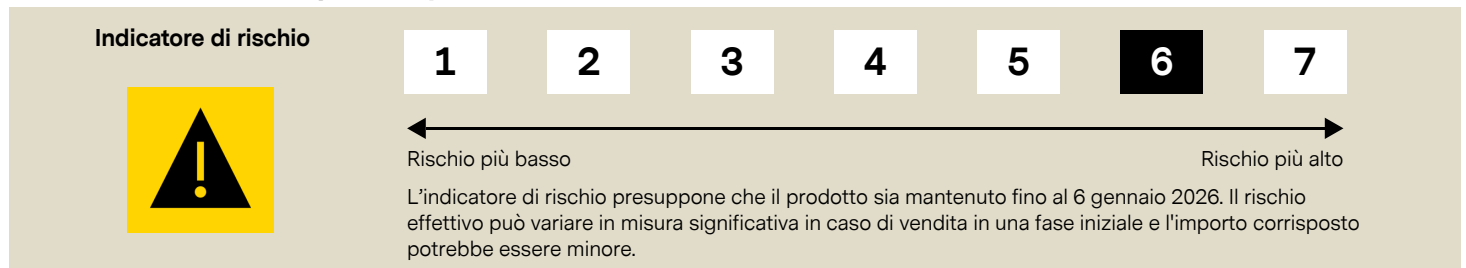 Indicatore di rischio
1 2 3 4 5 6 7
Rischio più basso Rischio più alto
L'indicatore di rischio presuppone che il prodotto sia mantenuto fino al 6 gennaio 2026. Il rischio
effettivo può variare in misura significativa in caso di vendita in una fase iniziale e l'importo corrisposto
potrebbe essere minore.